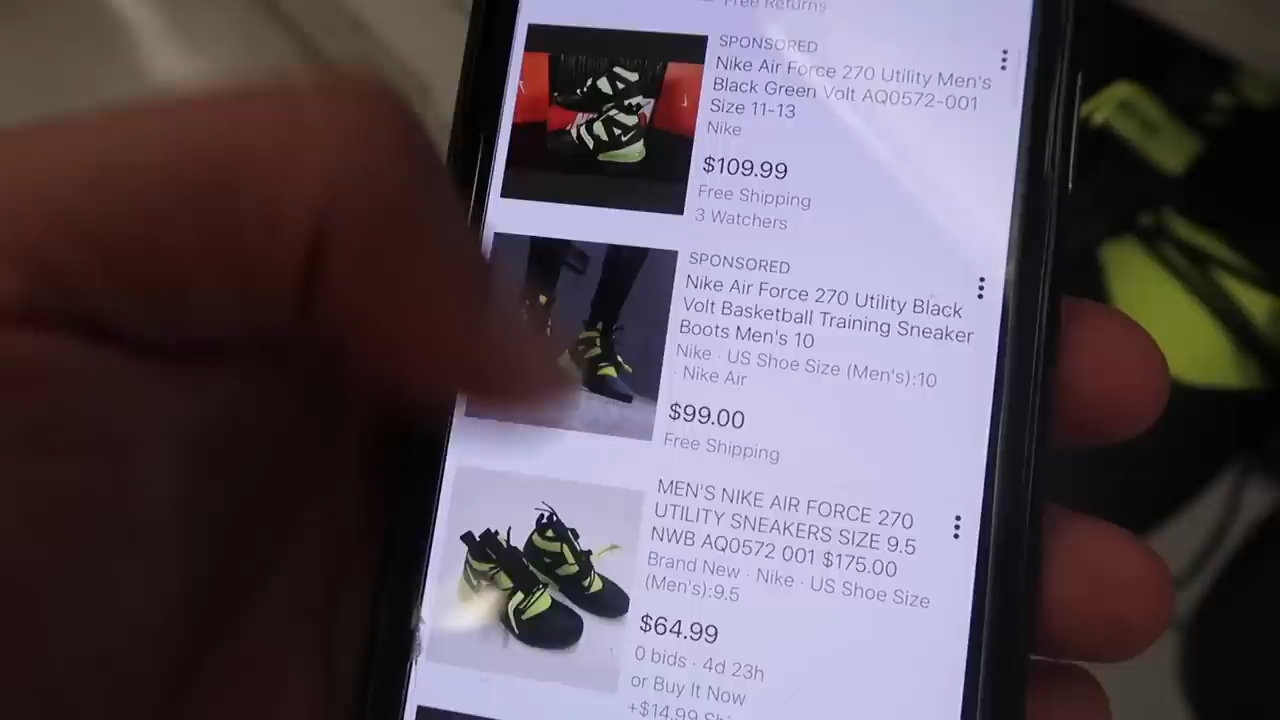 Free Returns
SPONSORED
Nike Air Force 270 Utility Men's
Black Green Volt AQ0572-001
Size 11-13
Nike
$109.99
Free Shipping
3 Watchers
SPONSORED
Nike Air Force 270 Utility Black
Volt Basketball Training Sneaker
Boots Men's 10
Nike · US Shoe Size (Men's):10
· Nike Air
$99.00
Free Shipping
MEN'S NIKE AIR FORCE 270
UTILITY SNEAKERS SIZE 9.5
NWB AQ0572 001 $175.00
Brand New · Nike · US Shoe Size
(Men's):9.5
$64.99
0 bids · 4d 23h
or Buy It Now
+$14.99